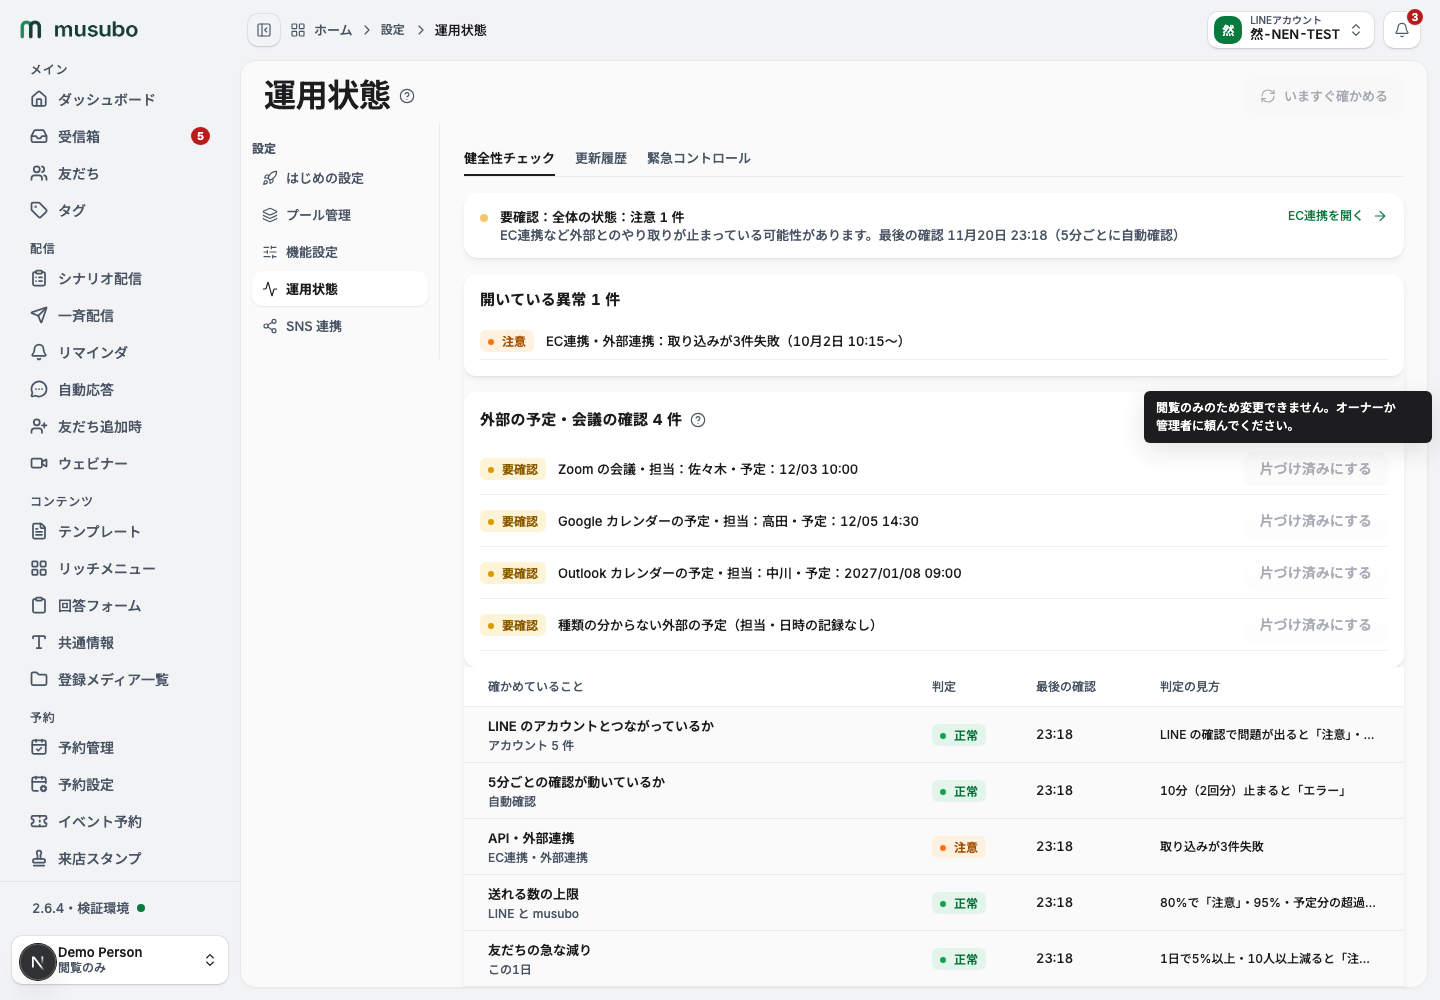 musubo
メイン
ダッシュボード
受信箱
5
友だち
タグ
配信
シナリオ配信
一斉配信
リマインダ
自動応答
友だち追加時
ウェビナー
コンテンツ
テンプレート
リッチメニュー
回答フォーム
共通情報
登録メディア一覧
予約
予約管理
予約設定
イベント予約
来店スタンプ
2.6.4・検証環境
N
Demo Person
閲覧のみ
ホーム
設定
運用状態
然
LINEアカウント
然-NEN-TEST
3
運用状態
いますぐ確かめる
設定
はじめの設定
プール管理
機能設定
運用状態
SNS 連携
健全性チェック
更新履歴
緊急コントロール
要確認：全体の状態：注意 1 件
EC連携など外部とのやり取りが止まっている可能性があります。最後の確認 11月20日 23:18（5分ごとに自動確認）
EC連携を開く
開いている異常 1 件
注意
EC連携・外部連携：取り込みが3件失敗（10月2日 10:15〜）
外部の予定・会議の確認 4 件
閲覧のみのため変更できません。オーナーか
管理者に頼んでください。
要確認
Zoom の会議・担当：佐々木・予定：12/03 10:00
片づけ済みにする
要確認
Google カレンダーの予定・担当：高田・予定：12/05 14:30
片づけ済みにする
要確認
Outlook カレンダーの予定・担当：中川・予定：2027/01/08 09:00
片づけ済みにする
要確認
種類の分からない外部の予定（担当・日時の記録なし）
片づけ済みにする
確かめていること
判定
最後の確認
判定の見方
LINE のアカウントとつながっているか
アカウント 5 件
正常
23:18
LINE の確認で問題が出ると「注意」・…
5分ごとの確認が動いているか
自動確認
正常
23:18
10分（2回分）止まると「エラー」
API・外部連携
EC連携・外部連携
注意
23:18
取り込みが3件失敗
送れる数の上限
LINE と musubo
正常
23:18
80%で「注意」・95%・予定分の超過…
友だちの急な減り
この1日
正常
23:18
1日で5%以上・10人以上減ると「注…